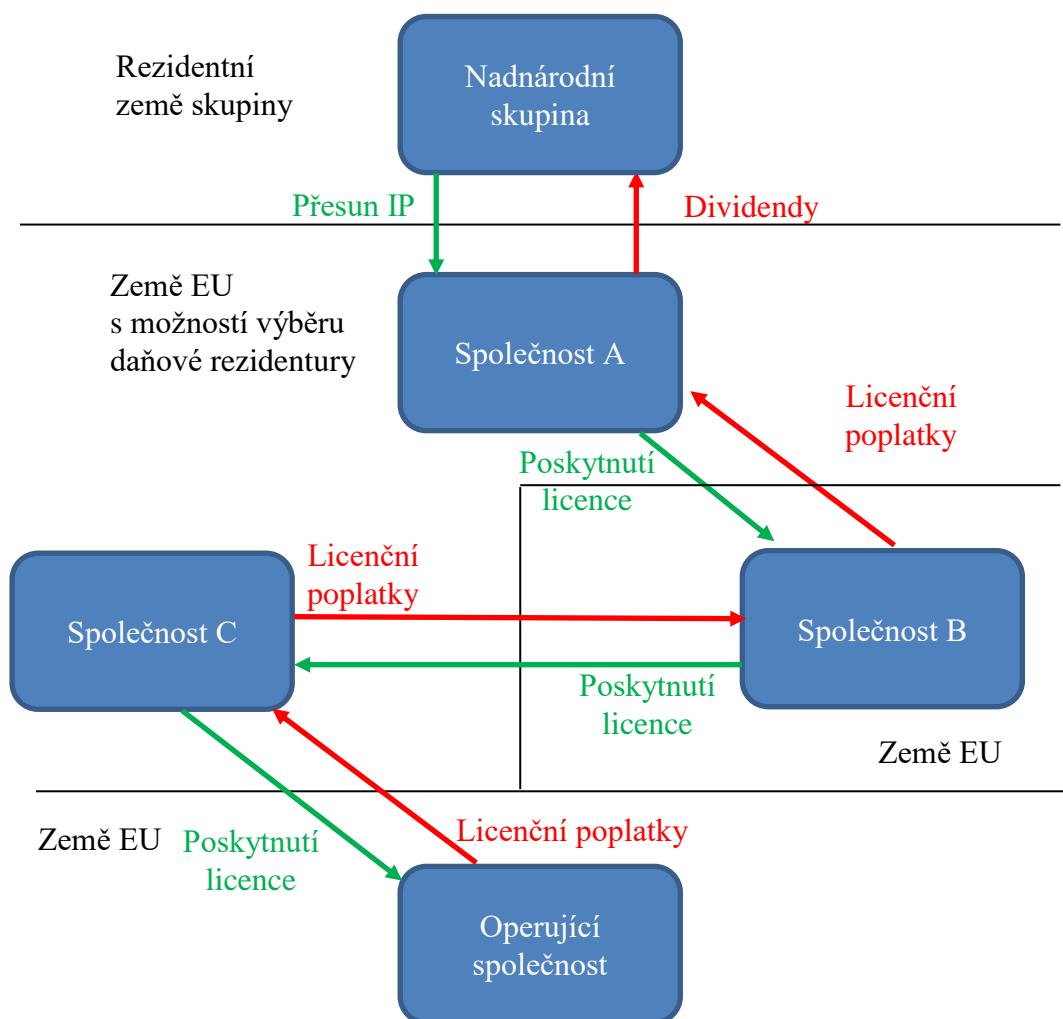 Rezidentní
země skupiny
Nadnárodní
skupina
Přesun IP
Dividendy
Země EU
s možností výběru
daňové rezidentury
Společnost A
Licenční
poplatky
Poskytnutí
licence
Licenční
poplatky
Společnost C
Společnost B
Poskytnutí
licence
Země EU
Země EU
Poskytnutí
licence
Licenční poplatky
Operující
společnost